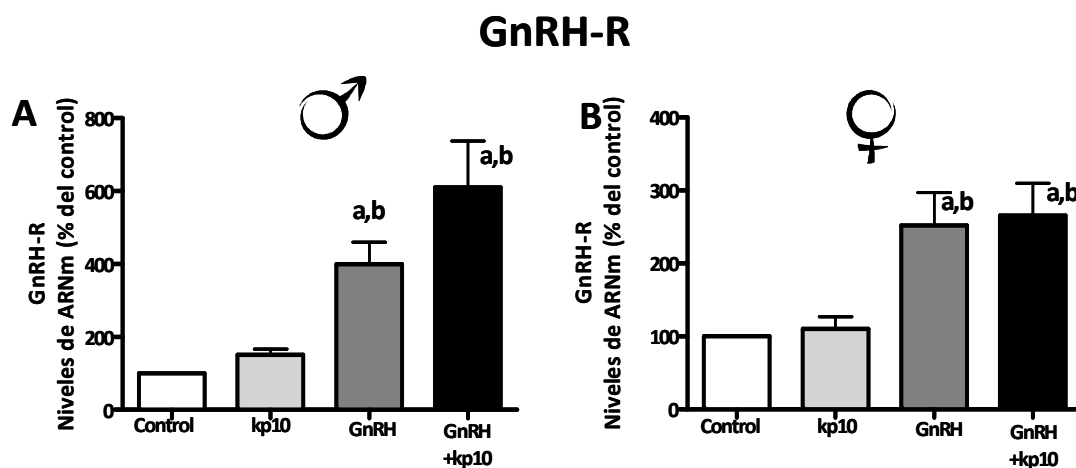 GnRH-R
A
GnRH-R
Niveles de ARNm (% del control)
800
600
400
200
0
a,b
a,b
Control
kp10
GnRH
GnRH
+kp10
B
GnRH-R
Niveles de ARNm (% del control)
400
300
200
100
0
a,b
a,b
Control
kp10
GnRH
GnRH
+kp10